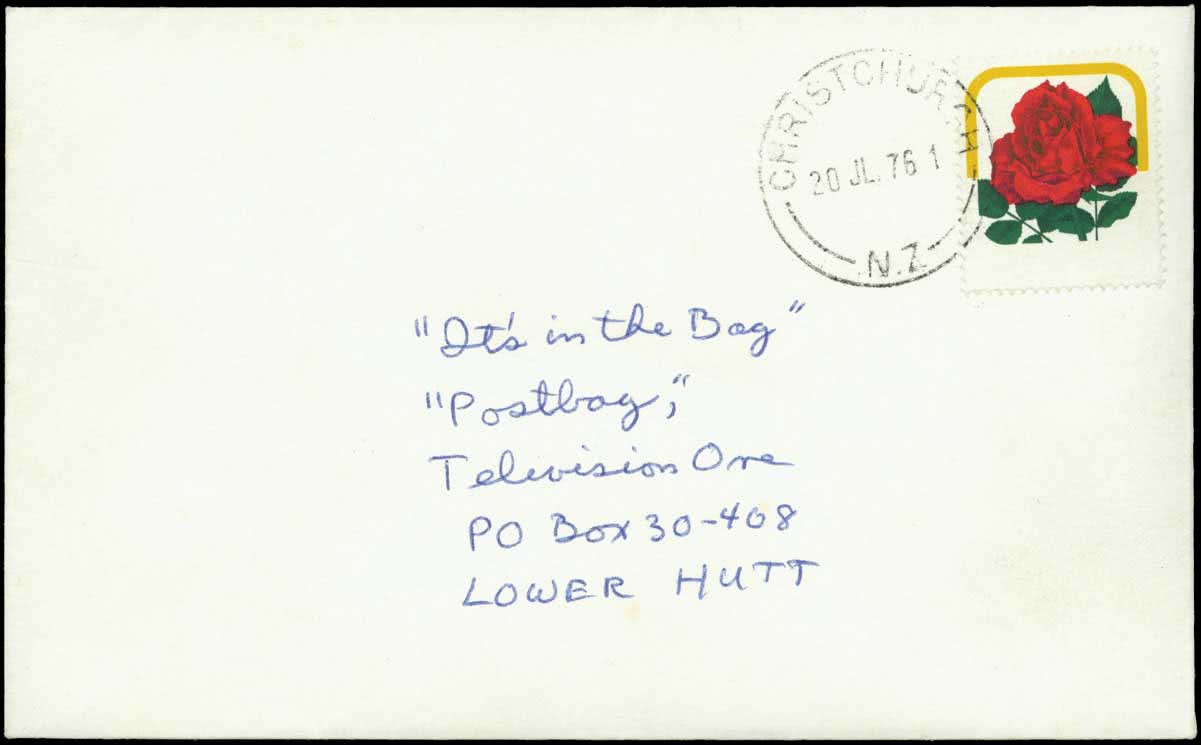 CHRISTCHURCH
20 JL. 76 1
N.Z
"It's in the Bag"
"Postbag,"
Television One
PO Box 30-408
LOWER HUTT